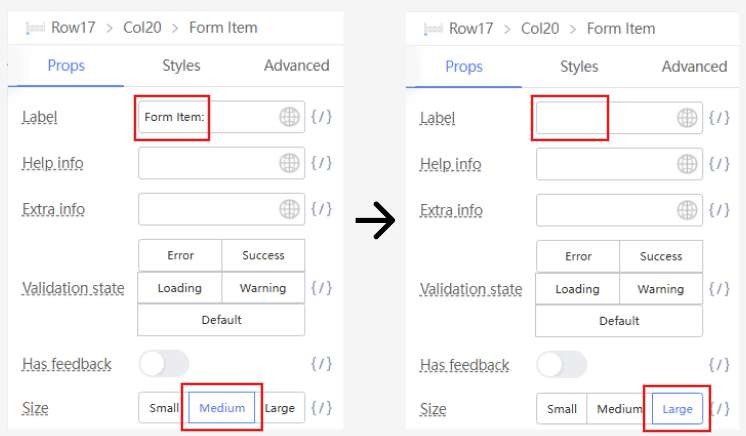 Row17 > Col20 > Form Item
Props Styles Advanced
Label Form Item: {/}
Help info {/}
Extra info {/}
Error Success
Validation state Loading Warning {/}
Default
Has feedback {/}
Size Small Medium Large {/}
Row17 > Col20 > Form Item
Props Styles Advanced
Label {/}
Help info {/}
Extra info {/}
Error Success
Validation state Loading Warning {/}
Default
Has feedback {/}
Size Small Medium Large {/}